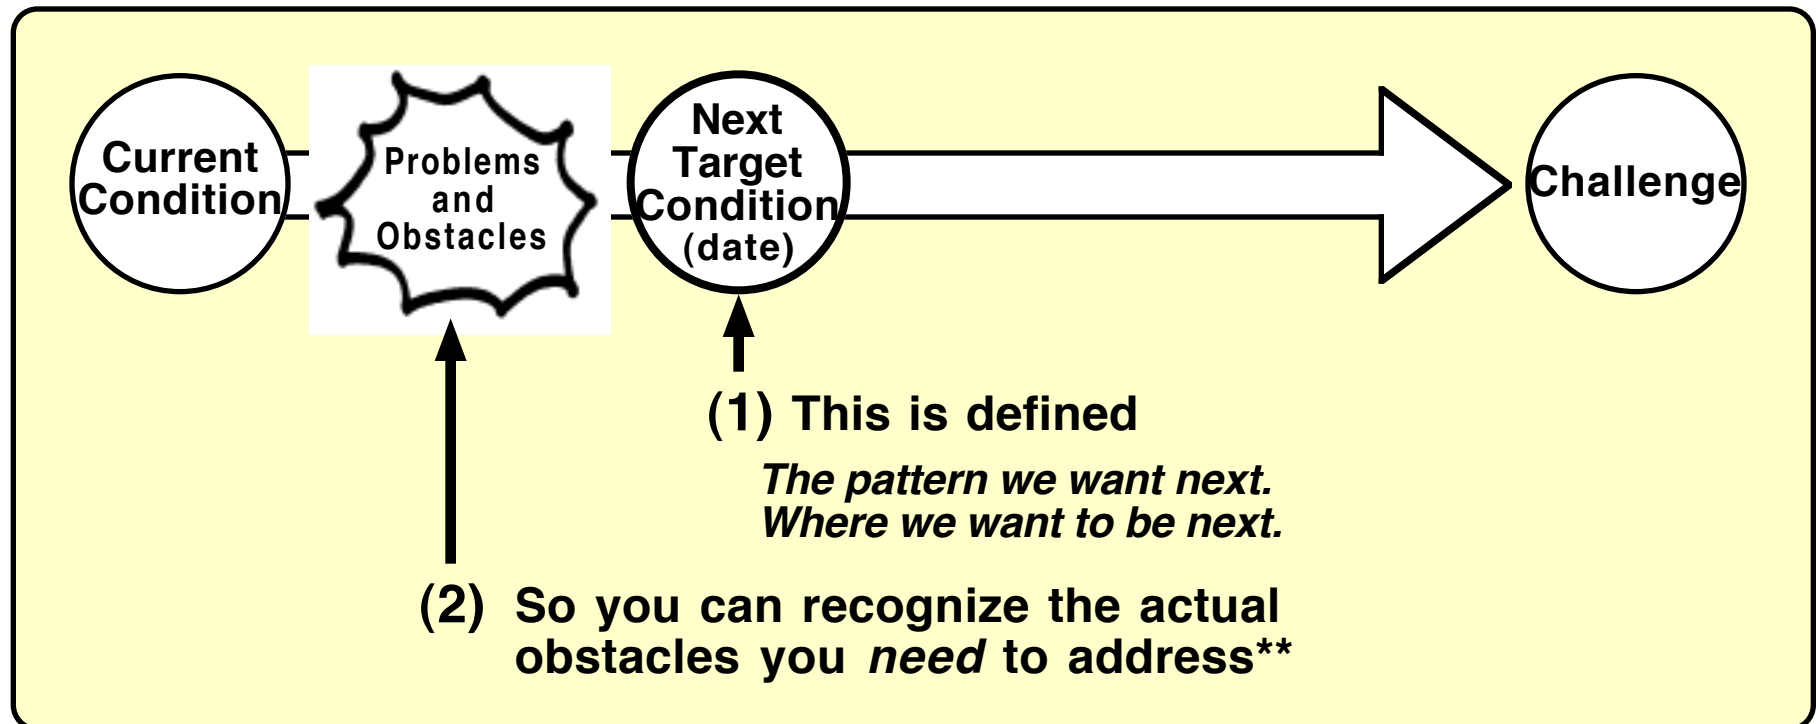 Current
Condition
Problems
and
Obstacles
Next
Target
Condition
(date)
Challenge
(1) This is defined
The pattern we want next.
Where we want to be next.
(2) So you can recognize the actual
obstacles you need to address**